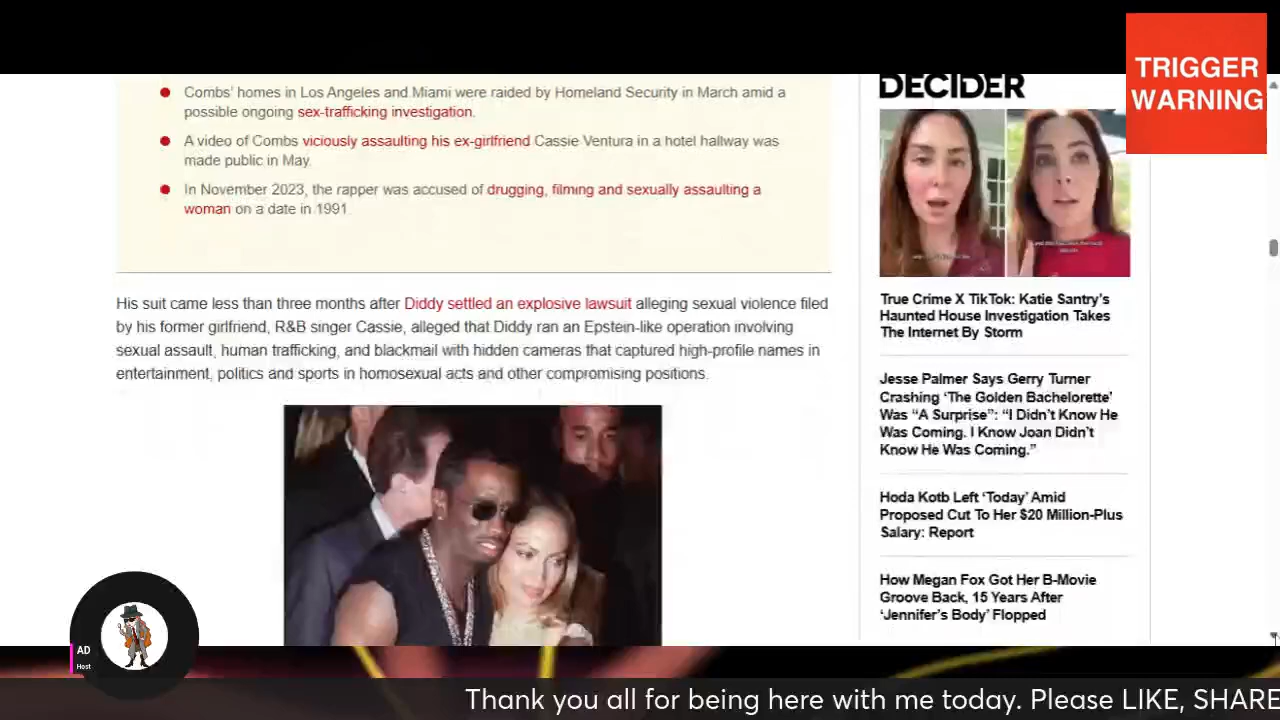 TRIGGER
WARNING
Combs' homes in Los Angeles and Miami were raided by Homeland Security in March amid a
possible ongoing sex-trafficking investigation.
A video of Combs viciously assaulting his ex-girlfriend Cassie Ventura in a hotel hallway was
made public in May.
In November 2023, the rapper was accused of drugging, filming and sexually assaulting a
woman on a date in 1991
His suit came less than three months after Diddy settled an explosive lawsuit alleging sexual violence filed
by his former girlfriend, R&B singer Cassie, alleged that Diddy ran an Epstein-like operation involving
sexual assault, human trafficking, and blackmail with hidden cameras that captured high-profile names in
entertainment, politics and sports in homosexual acts and other compromising positions.
DECIDER
True Crime X TikTok: Katie Santry's
Haunted House Investigation Takes
The Internet By Storm
Jesse Palmer Says Gerry Turner
Crashing 'The Golden Bachelorette'
Was “A Surprise”: “I Didn't Know He
Was Coming. I Know Joan Didn't
Know He Was Coming.”
Hoda Kotb Left 'Today' Amid
Proposed Cut To Her $20 Million-Plus
Salary: Report
How Megan Fox Got Her B-Movie
Groove Back, 15 Years After
'Jennifer's Body' Flopped
AD
Host
Thank you all for being here with me today. Please LIKE, SHARE